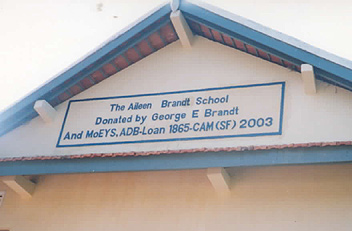 The Aileen Brandt School
Donated by George E Brandt
And MoEYS, ADB-Loan 1865-CAM (SF) 2003